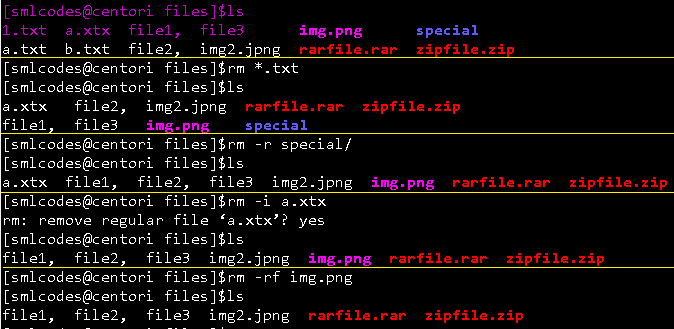 [smlcodes@centori files]$ls
1.txt a.xtx file1, file3 img.png special
a.txt b.txt file2, img2.jpng rarfile.rar zipfile.zip
[smlcodes@centori files]$rm *.txt
[smlcodes@centori files]$ls
a.xtx file2, img2.jpng rarfile.rar zipfile.zip
file1, file3 img.png special
[smlcodes@centori files]$rm -r special/
[smlcodes@centori files]$ls
a.xtx file1, file2, file3 img2.jpng img.png rarfile.rar zipfile.zip
[smlcodes@centori files]$rm -i a.xtx
rm: remove regular file ‘a.xtx’? yes
[smlcodes@centori files]$ls
file1, file2, file3 img2.jpng img.png rarfile.rar zipfile.zip
[smlcodes@centori files]$rm -rf img.png
[smlcodes@centori files]$ls
file1, file2, file3 img2.jpng rarfile.rar zipfile.zip